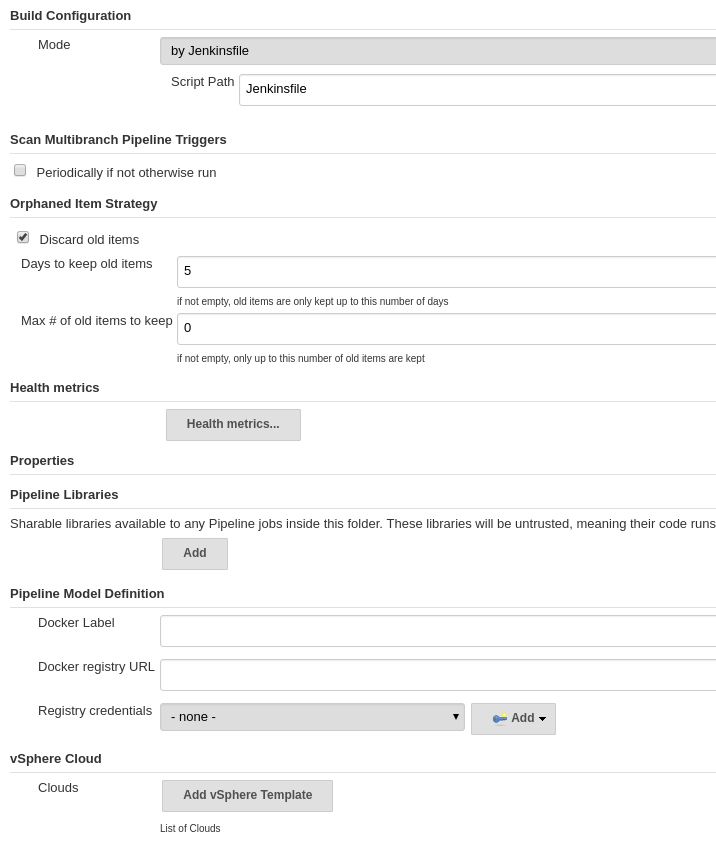 Build Configuration
Mode
by Jenkinsfile
Script Path
Jenkinsfile
Scan Multibranch Pipeline Triggers
Periodically if not otherwise run
Orphaned Item Strategy
Discard old items
Days to keep old items
5
if not empty, old items are only kept up to this number of days
Max # of old items to keep
0
if not empty, only up to this number of old items are kept
Health metrics
Health metrics...
Properties
Pipeline Libraries
Sharable libraries available to any Pipeline jobs inside this folder. These libraries will be untrusted, meaning their code runs
Add
Pipeline Model Definition
Docker Label
Docker registry URL
Registry credentials
- none -
Add
vSphere Cloud
Clouds
Add vSphere Template
List of Clouds